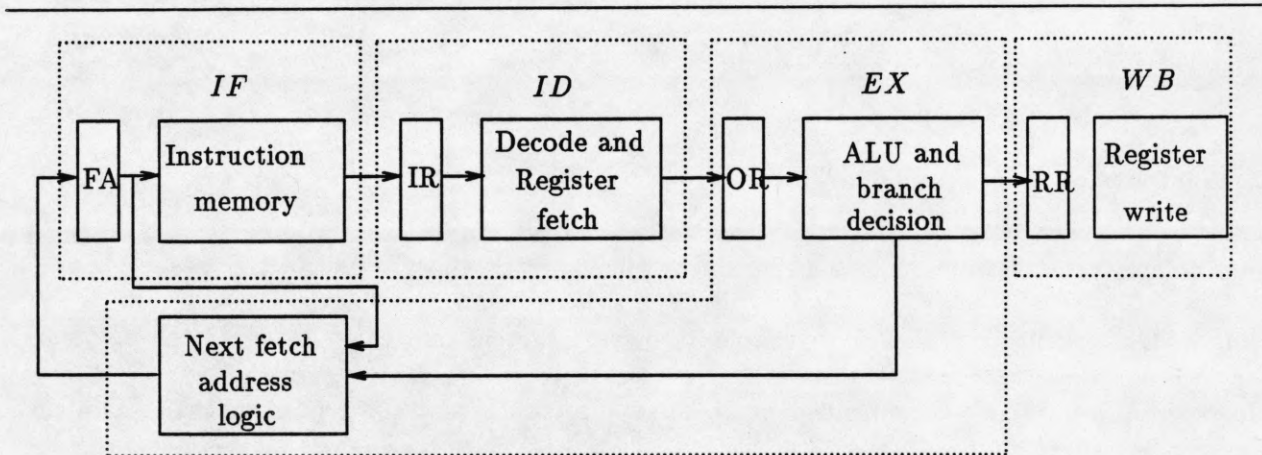 IF
ID
EX
WB
FA
Instruction
memory
IR
Decode and
Register
fetch
OR
ALU and
branch
decision
RR
Register
write
Next fetch
address
logic